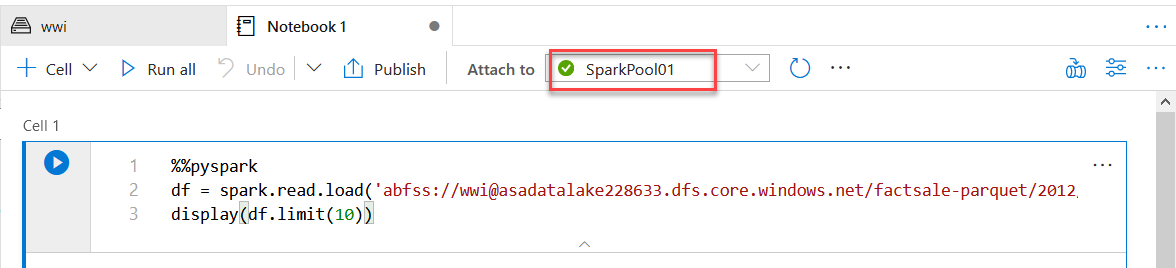 wwi
Notebook 1
Cell
Run all
Undo
Publish
Attach to
SparkPool01
Cell 1
1 %%pyspark
2 df = spark.read.load('abfss://wwi@asadatalake228633.dfs.core.windows.net/factsale-parquet/2012/
3 display(df.limit(10))